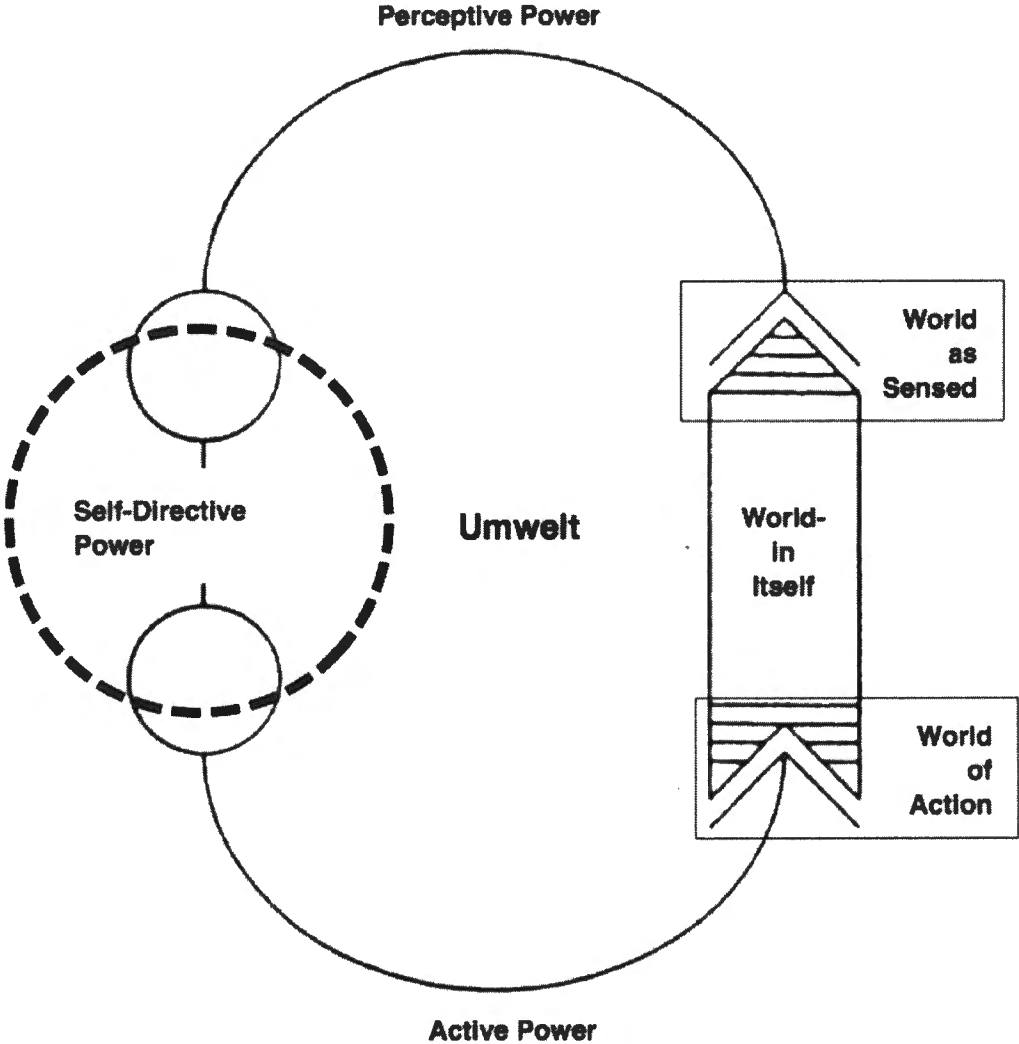 Perceptive Power
World
as
Sensed
Self-Directive
Power
Umwelt
World-
in
Itself
World
of
Action
Active Power